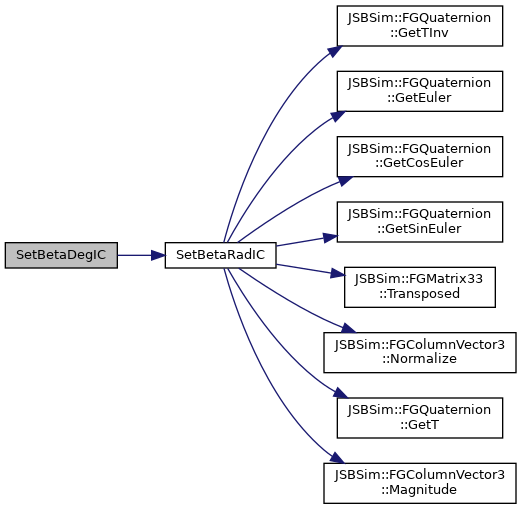 SetBetaDegIC
SetBetaRadIC
JSBSim::FGQuaternion
::GetTInv
JSBSim::FGQuaternion
::GetEuler
JSBSim::FGQuaternion
::GetCosEuler
JSBSim::FGQuaternion
::GetSinEuler
JSBSim::FGMatrix33
::Transposed
JSBSim::FGColumnVector3
::Normalize
JSBSim::FGQuaternion
::GetT
JSBSim::FGColumnVector3
::Magnitude